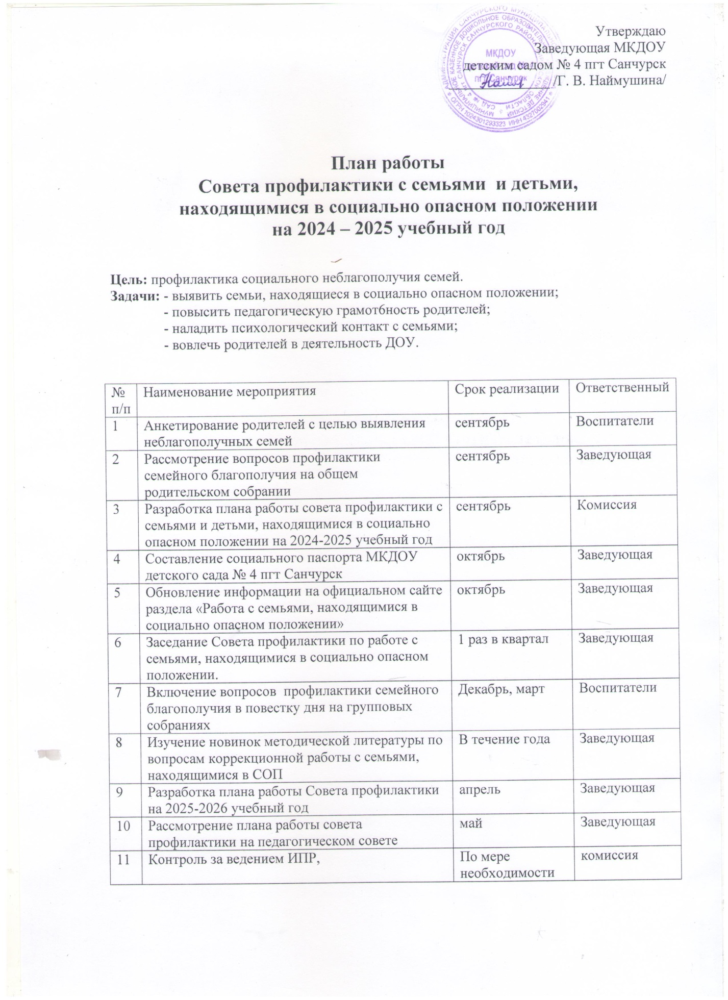 Утверждаю
Заведующая МКДОУ
детским садом № 4 пгт Санчурск
/Г. В. Наймушина/
МКДОУ
пгт Санчурск
ОГРН 1024301293323 ИНН 4327002941
План работы
Совета профилактики с семьями и детьми,
находящимися в социально опасном положении
на 2024 – 2025 учебный год
Цель: профилактика социального неблагополучия семей.
Задачи: - выявить семьи, находящиеся в социально опасном положении;
- повысить педагогическую грамот6ность родителей;
- наладить психологический контакт с семьями;
- вовлечь родителей в деятельность ДОУ.
№ Наименование мероприятия Срок реализации Ответственный
п/п
1 Анкетирование родителей с целью выявления сентябрь Воспитатели
неблагополучных семей
2 Рассмотрение вопросов профилактики сентябрь Заведующая
семейного благополучия на общем
родительском собрании
3 Разработка плана работы совета профилактики с сентябрь Комиссия
семьями и детьми, находящимися в социально
опасном положении на 2024-2025 учебный год
4 Составление социального паспорта МКДОУ октябрь Заведующая
детского сада № 4 пгт Санчурск
5 Обновление информации на официальном сайте октябрь Заведующая
раздела «Работа с семьями, находящимися в
социально опасном положении»
6 Заседание Совета профилактики по работе с 1 раз в квартал Заведующая
семьями, находящимися в социально опасном
положении.
7 Включение вопросов профилактики семейного Декабрь, март Воспитатели
благополучия в повестку дня на групповых
собраниях
8 Изучение новинок методической литературы по В течение года Заведующая
вопросам коррекционной работы с семьями,
находящимися в СОП
9 Разработка плана работы Совета профилактики апрель Заведующая
на 2025-2026 учебный год
10 Рассмотрение плана работы совета май Заведующая
профилактики на педагогическом совете
11 Контроль за ведением ИПР, По мере комиссия
необходимости